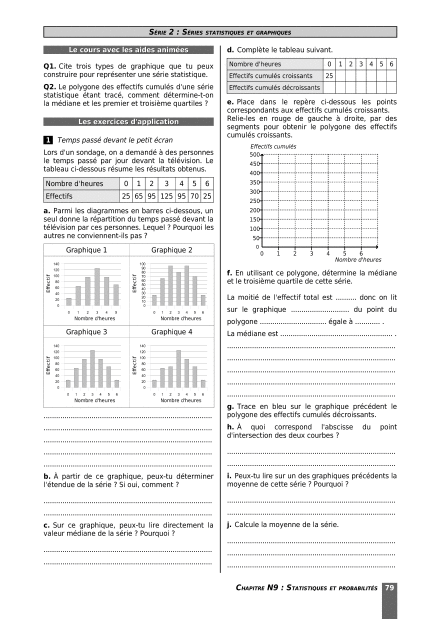 SÉRIE 2 : SÉRIES STATISTIQUES ET GRAPHIQUES
Le cours avec les aides animées
Q1. Cite trois types de graphique que tu peux
construire pour représenter une série statistique.
Q2. Le polygone des effectifs cumulés d'une série
statistique étant tracé, comment détermine-t-on
la médiane et les premier et troisième quartiles ?
Les exercices d'application
1 Temps passé devant le petit écran
Lors d'un sondage, on a demandé à des personnes
le temps passé par jour devant la télévision. Le
tableau ci-dessous résume les résultats obtenus.
Nombre d'heures 0 1 2 3 4 5 6
Effectifs 25 65 95 125 95 70 25
a. Parmi les diagrammes en barres ci-dessous, un
seul donne la répartition du temps passé devant la
télévision par ces personnes. Lequel ? Pourquoi les
autres ne conviennent-ils pas ?
Graphique 1 Graphique 2
Effectif
140
120
100
80
60
40
20
0
0 1 2 3 4 5
Nombre d'heures
Effectif
100
90
80
70
60
50
40
30
20
10
0
0 1 2 3 4 5 6
Nombre d'heures
Graphique 3 Graphique 4
Effectif
140
120
100
80
60
40
20
0
0 1 2 3 4 5 6
Nombre d'heures
Effectif
140
120
100
80
60
40
20
0
0 1 2 3 4 5 6
Nombre d'heures
b. À partir de ce graphique, peux-tu déterminer
l'étendue de la série ? Si oui, comment ?
c. Sur ce graphique, peux-tu lire directement la
valeur médiane de la série ? Pourquoi ?
d. Complète le tableau suivant.
Nombre d'heures 0 1 2 3 4 5 6
Effectifs cumulés croissants 25
Effectifs cumulés décroissants
e. Place dans le repère ci-dessous les points
correspondants aux effectifs cumulés croissants.
Relie-les en rouge de gauche à droite, par des
segments pour obtenir le polygone des effectifs
cumulés croissants.
Effectifs cumulés
500
450
400
350
300
250
200
150
100
50
0
0 1 2 3 4 5 6
Nombre d'heures
f. En utilisant ce polygone, détermine la médiane
et le troisième quartile de cette série.
La moitié de l'effectif total est .......... donc on lit
sur le graphique .......................... du point du
polygone .............................. égale à ............ .
La médiane est .................................................. .
g. Trace en bleu sur le graphique précédent le
polygone des effectifs cumulés décroissants.
h. À quoi correspond l'abscisse du point
d'intersection des deux courbes ?
i. Peux-tu lire sur un des graphiques précédents la
moyenne de cette série ? Pourquoi ?
j. Calcule la moyenne de la série.
CHAPITRE N9 : STATISTIQUES ET PROBABILITÉS 79